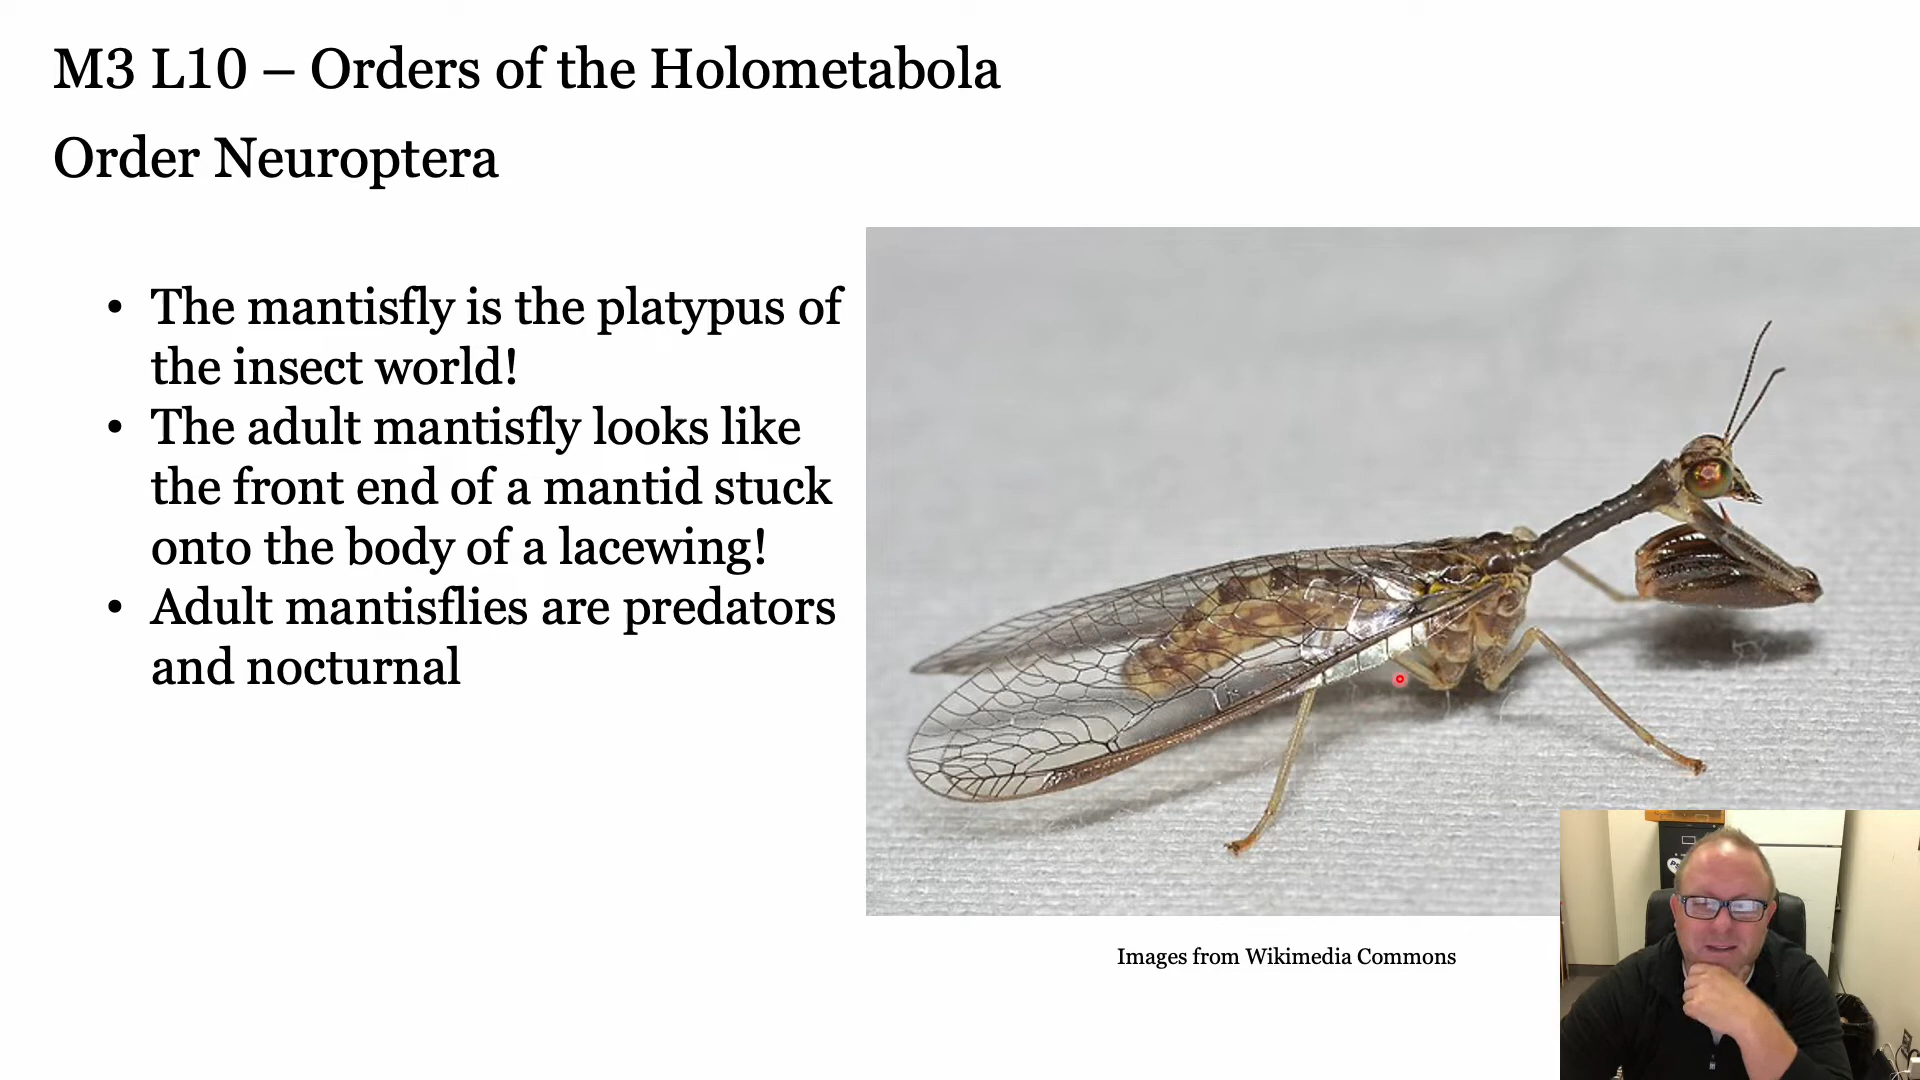 M3 L10 – Orders of the Holometabola
Order Neuroptera
• The mantisfly is the platypus of
the insect world!
• The adult mantisfly looks like
the front end of a mantid stuck
onto the body of a lacewing!
• Adult mantisflies are predators
and nocturnal
Images from Wikimedia Commons